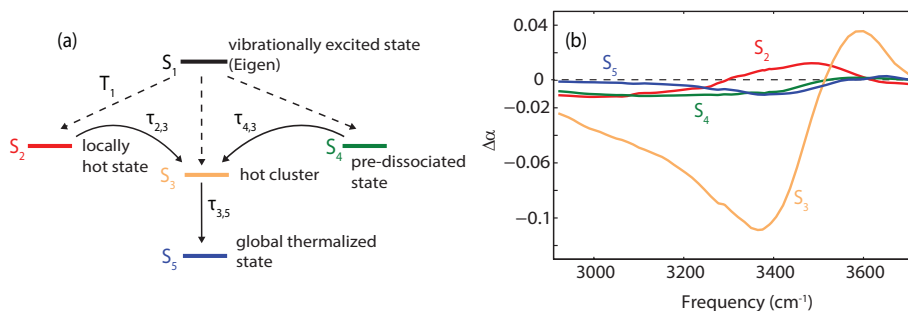 (a)
S1
vibrationally excited state
(Eigen)
T1
τ2,3
τ4,3
S2
locally
hot state
S4
pre-dissociated
state
S3
hot cluster
τ3,5
S5
global thermalized
state
(b)
0.04
0
−0.02
−0.06
−0.1
Δα
S5
S2
S4
S3
3000
3200
3400
3600
Frequency (cm⁻¹)